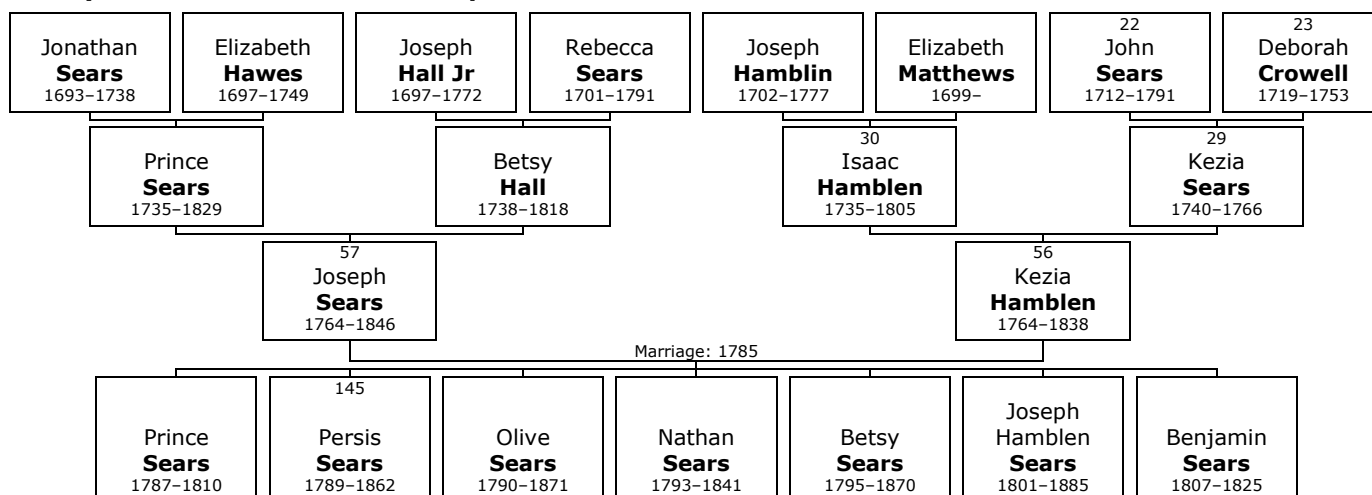 Jonathan
Sears
1693–1738
Elizabeth
Hawes
1697–1749
Joseph
Hall Jr
1697–1772
Rebecca
Sears
1701–1791
Joseph
Hamblin
1702–1777
Elizabeth
Matthews
1699–
22
John
Sears
1712–1791
23
Deborah
Crowell
1719–1753
Prince
Sears
1735–1829
Betsy
Hall
1738–1818
30
Isaac
Hamblen
1735–1805
29
Kezia
Sears
1740–1766
57
Joseph
Sears
1764–1846
56
Kezia
Hamblen
1764–1838
Marriage: 1785
Prince
Sears
1787–1810
145
Persis
Sears
1789–1862
Olive
Sears
1790–1871
Nathan
Sears
1793–1841
Betsy
Sears
1795–1870
Joseph
Hamblen
Sears
1801–1885
Benjamin
Sears
1807–1825